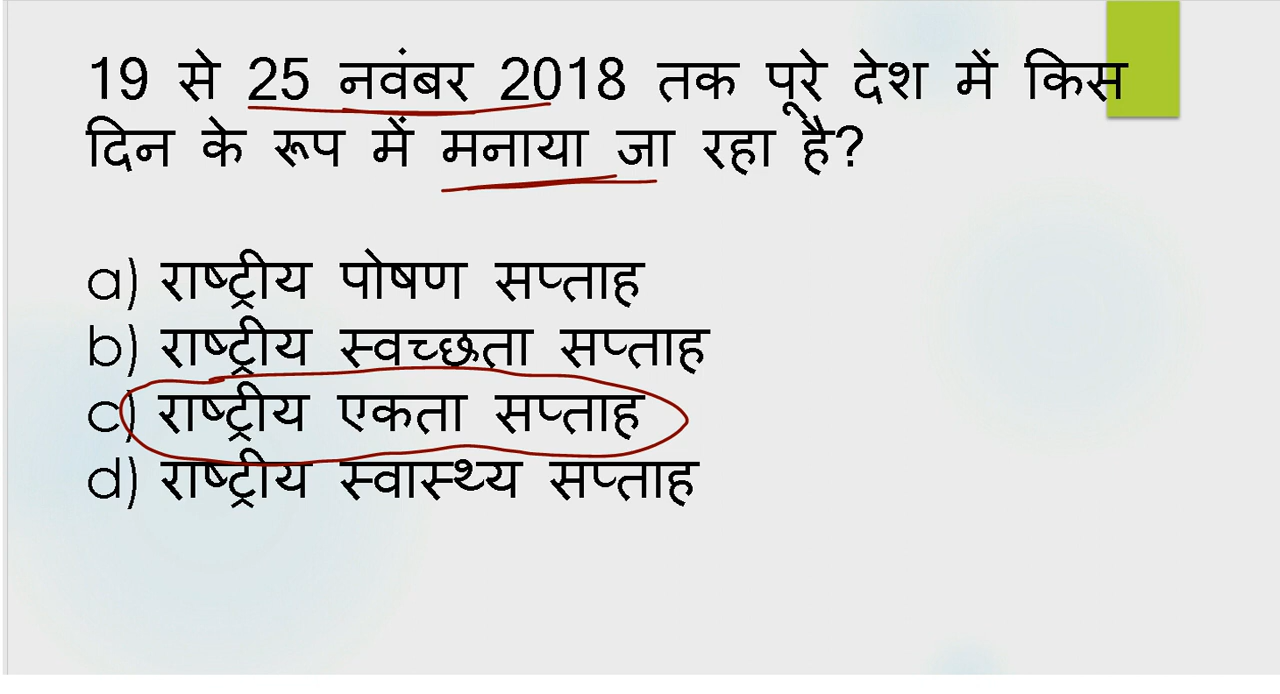 19 से 25 नवंबर 2018 तक पूरे देश में किस
दिन के रूप में मनाया जा रहा है?
a) राष्ट्रीय पोषण सप्ताह
b) राष्ट्रीय स्वच्छता सप्ताह
c) राष्ट्रीय एकता सप्ताह
d) राष्ट्रीय स्वास्थ्य सप्ताह